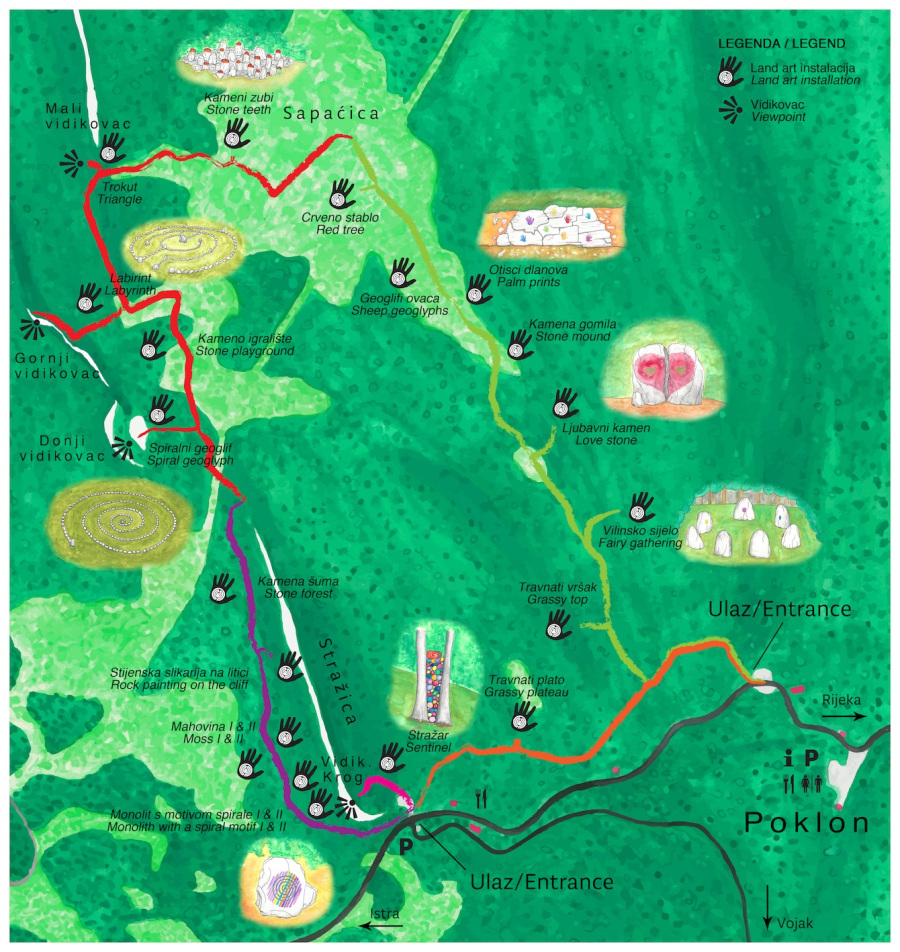 LEGENDA / LEGEND
Land art instalacija
Land art installation
Vidikovac
Viewpoint
Kameni zubi
Stone teeth
Sapaćica
Mali
vidikovac
Trokut
Triangle
Crveno stablo
Red tree
Otisci dlanova
Palm prints
Labirint
Labyrinth
Geoglifi ovaca
Sheep geoglyphs
Kamena gomila
Stone mound
Kameno igralište
Stone playground
Gornji
vidikovac
Ljubavni kamen
Love stone
Donji
vidikovac
Spiralni geoglif
Spiral geoglyph
Vilinsko sijelo
Fairy gathering
Kamena šuma
Stone forest
Travnati vršak
Grassy top
Ulaz/Entrance
Stražica
Stijenska slikarija na litici
Rock painting on the cliff
Travnati plato
Grassy plateau
Rijeka
Mahovina I & II
Moss I & II
Stražar
Sentinel
Vidik.
Krog
i P
Poklon
Monolit s motivom spirale I & II
Monolith with a spiral motif I & II
P
Ulaz/Entrance
Istra
Vojak